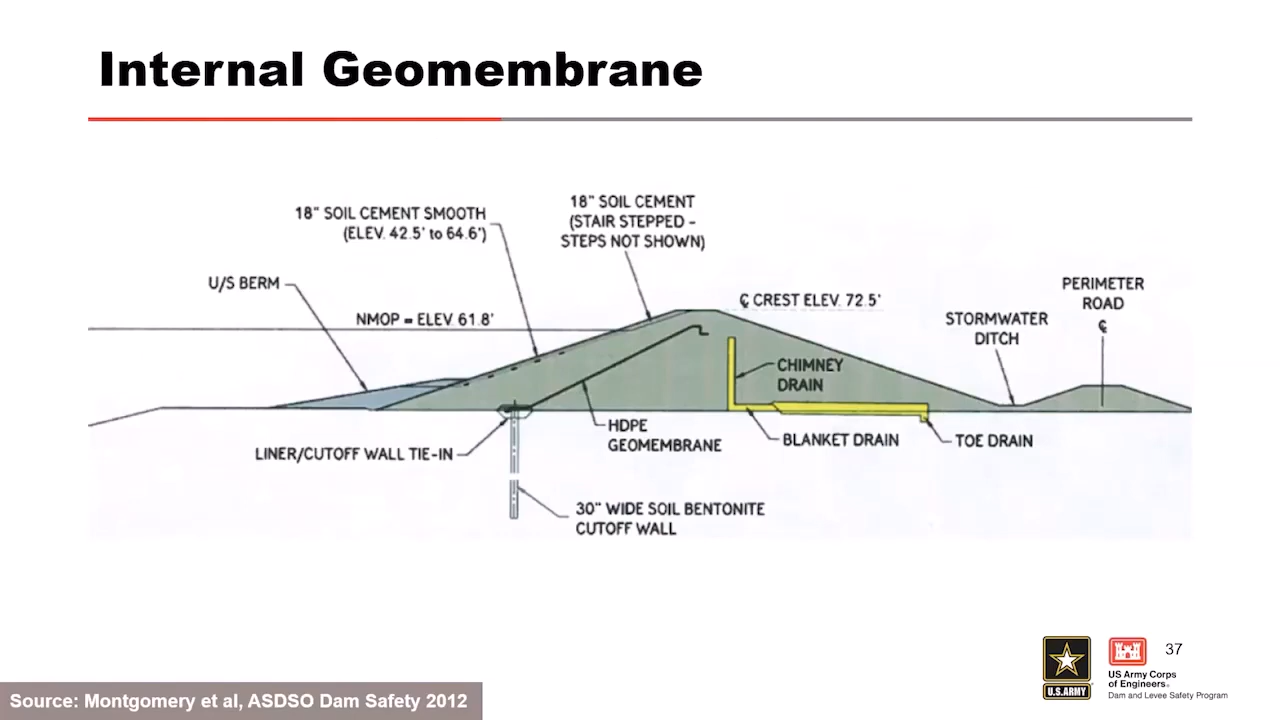 Internal Geomembrane
18" SOIL CEMENT SMOOTH
(ELEV. 42.5' to 64.6')
18" SOIL CEMENT
(STAIR STEPPED -
STEPS NOT SHOWN)
U/S BERM
NMOP = ELEV. 61.8'
℄ CREST ELEV. 72.5'
STORMWATER
DITCH
PERIMETER
ROAD
℄
CHIMNEY
DRAIN
HDPE
GEOMEMBRANE
BLANKET DRAIN
TOE DRAIN
LINER/CUTOFF WALL TIE-IN
30" WIDE SOIL BENTONITE
CUTOFF WALL
U.S. ARMY
US Army Corps
of Engineers®
Dam and Levee Safety Program
37
Source: Montgomery et al, ASDSO Dam Safety 2012